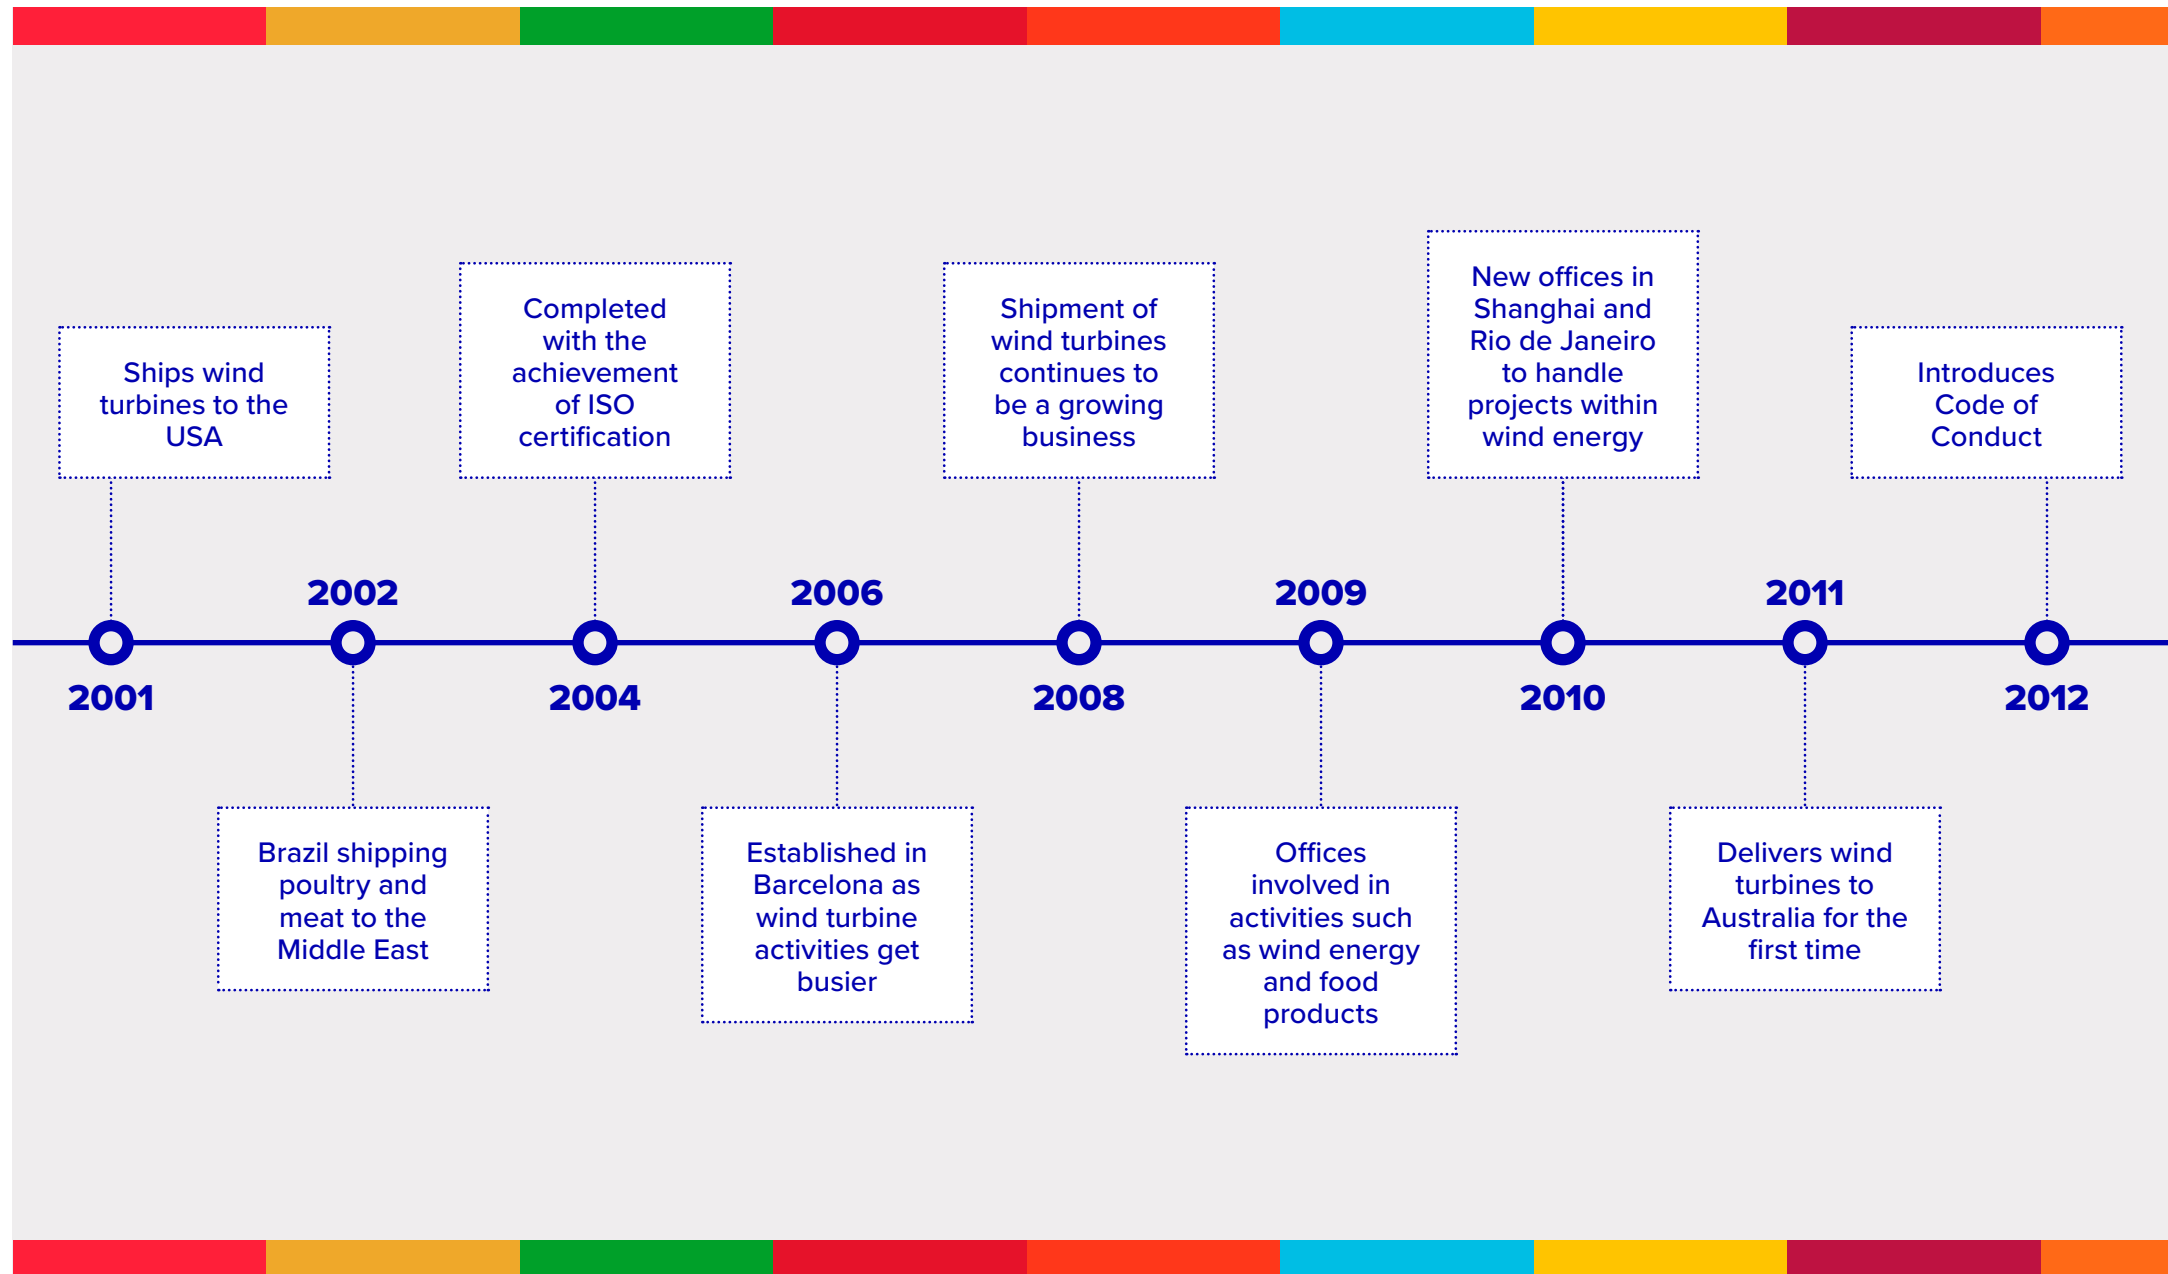 Ships wind
turbines to the
USA
2001
2002
Brazil shipping
poultry and
meat to the
Middle East
Completed
with the
achievement
of ISO
certification
2004
2006
Established in
Barcelona as
wind turbine
activities get
busier
Shipment of
wind turbines
continues to
be a growing
business
2008
2009
Offices
involved in
activities such
as wind energy
and food
products
New offices in
Shanghai and
Rio de Janeiro
to handle
projects within
wind energy
2010
2011
Delivers wind
turbines to
Australia for the
first time
Introduces
Code of
Conduct
2012